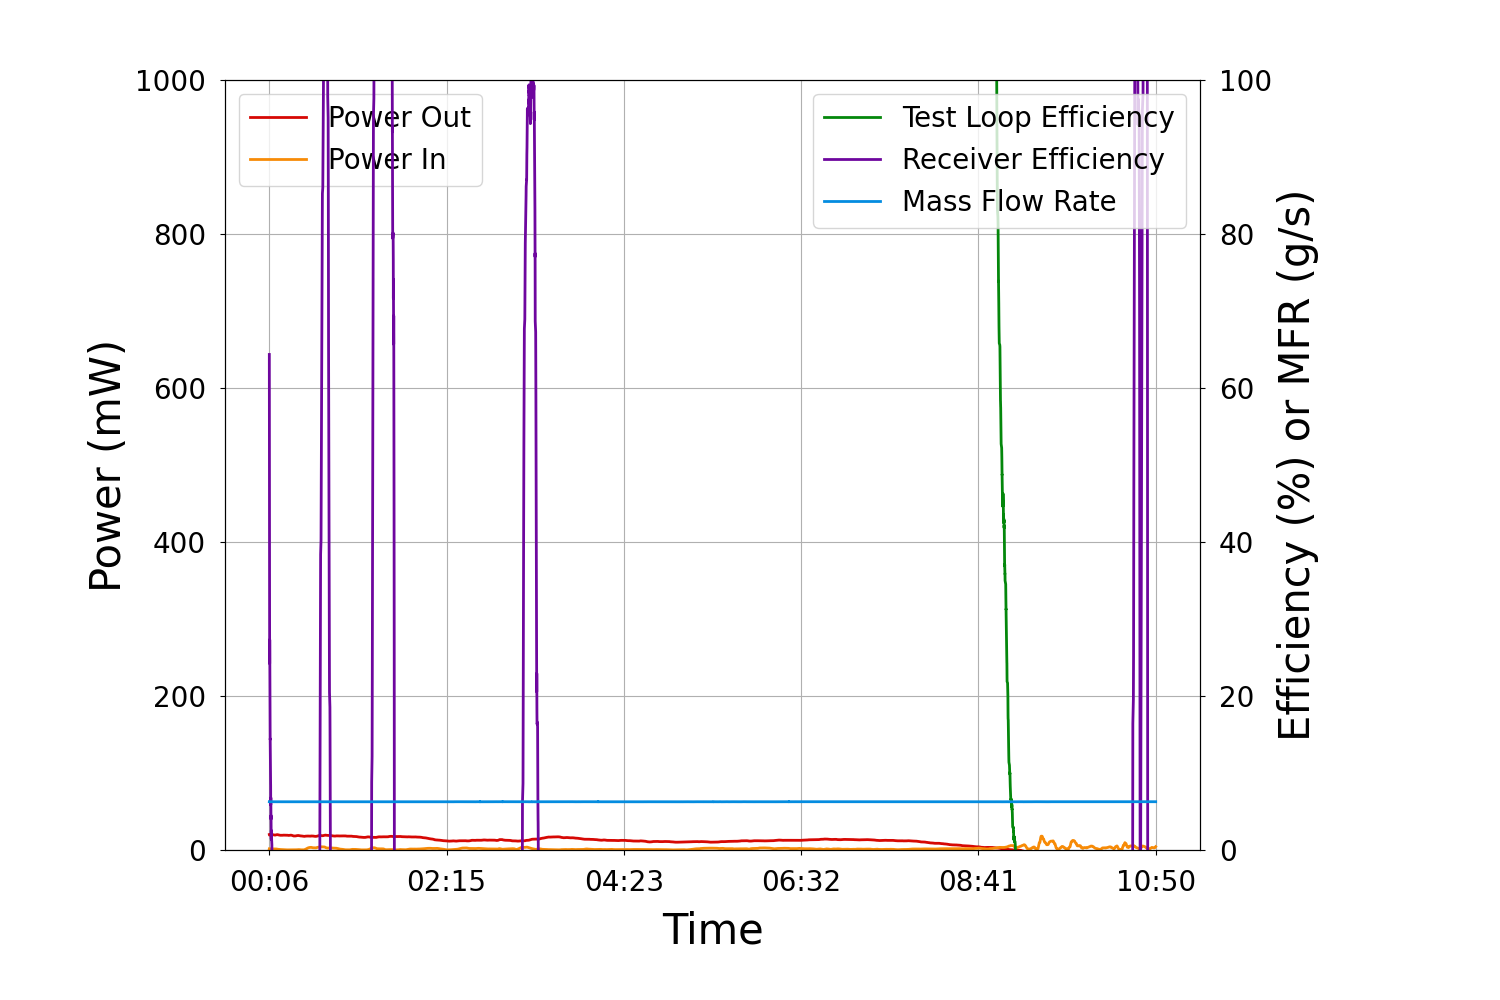 Power (mW)
1000
800
600
400
200
0
Power Out
Power In
Test Loop Efficiency
Receiver Efficiency
Mass Flow Rate
100
80
60
40
20
0
Efficiency (%) or MFR (g/s)
00:06 02:15 04:23 06:32 08:41 10:50
Time